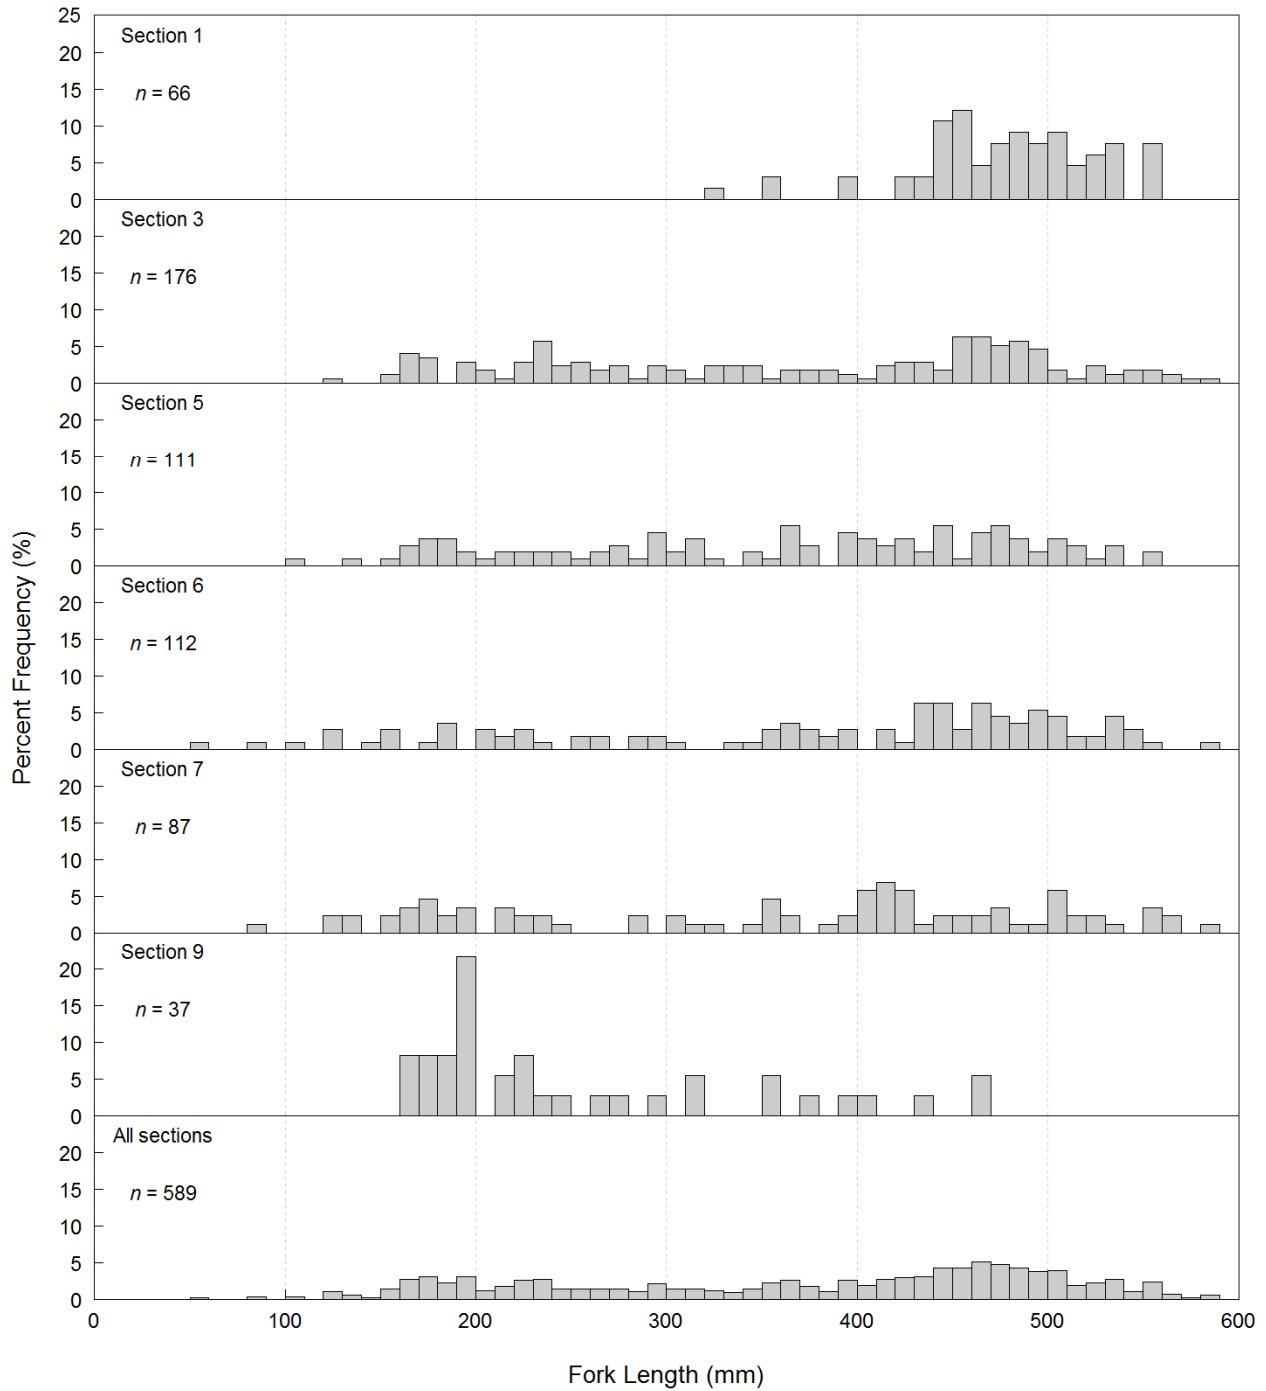 25
20
15
10
5
0
Section 1
n = 66
20
15
10
5
0
Section 3
n = 176
20
15
10
5
0
Section 5
n = 111
20
15
10
5
0
Section 6
n = 112
20
15
10
5
0
Section 7
n = 87
20
15
10
5
0
Section 9
n = 37
20
15
10
5
0
All sections
n = 589
0 100 200 300 400 500 600
Fork Length (mm)
Percent Frequency (%)